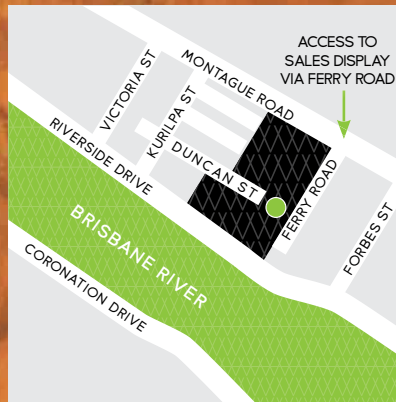 ACCESS TO
SALES DISPLAY
VIA FERRY ROAD
MONTAGUE ROAD
VICTORIA ST
KURILPA ST
RIVERSIDE DRIVE
DUNCAN ST
FERRY ROAD
FORBES ST
BRISBANE RIVER
CORONATION DRIVE